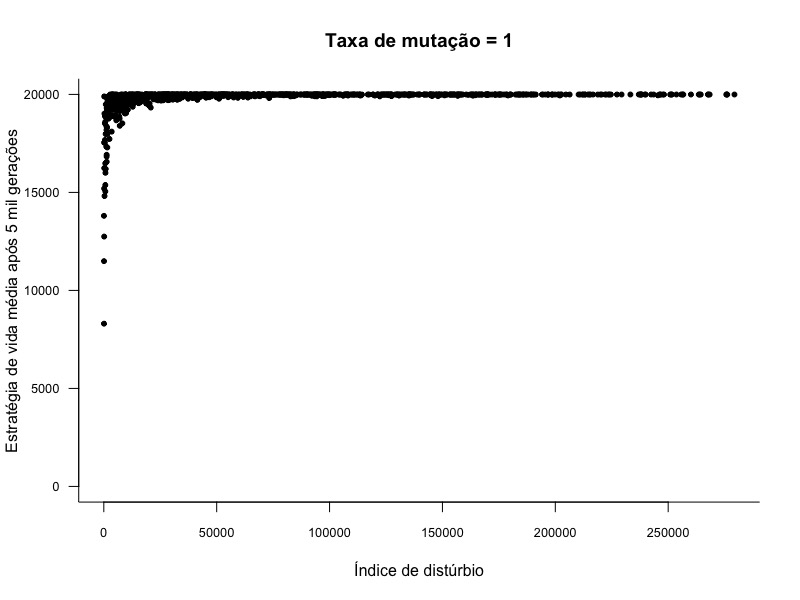 Taxa de mutação = 1
Estratégia de vida média após 5 mil gerações
20000
15000
10000
5000
0
0 50000 100000 150000 200000 250000
Índice de distúrbio